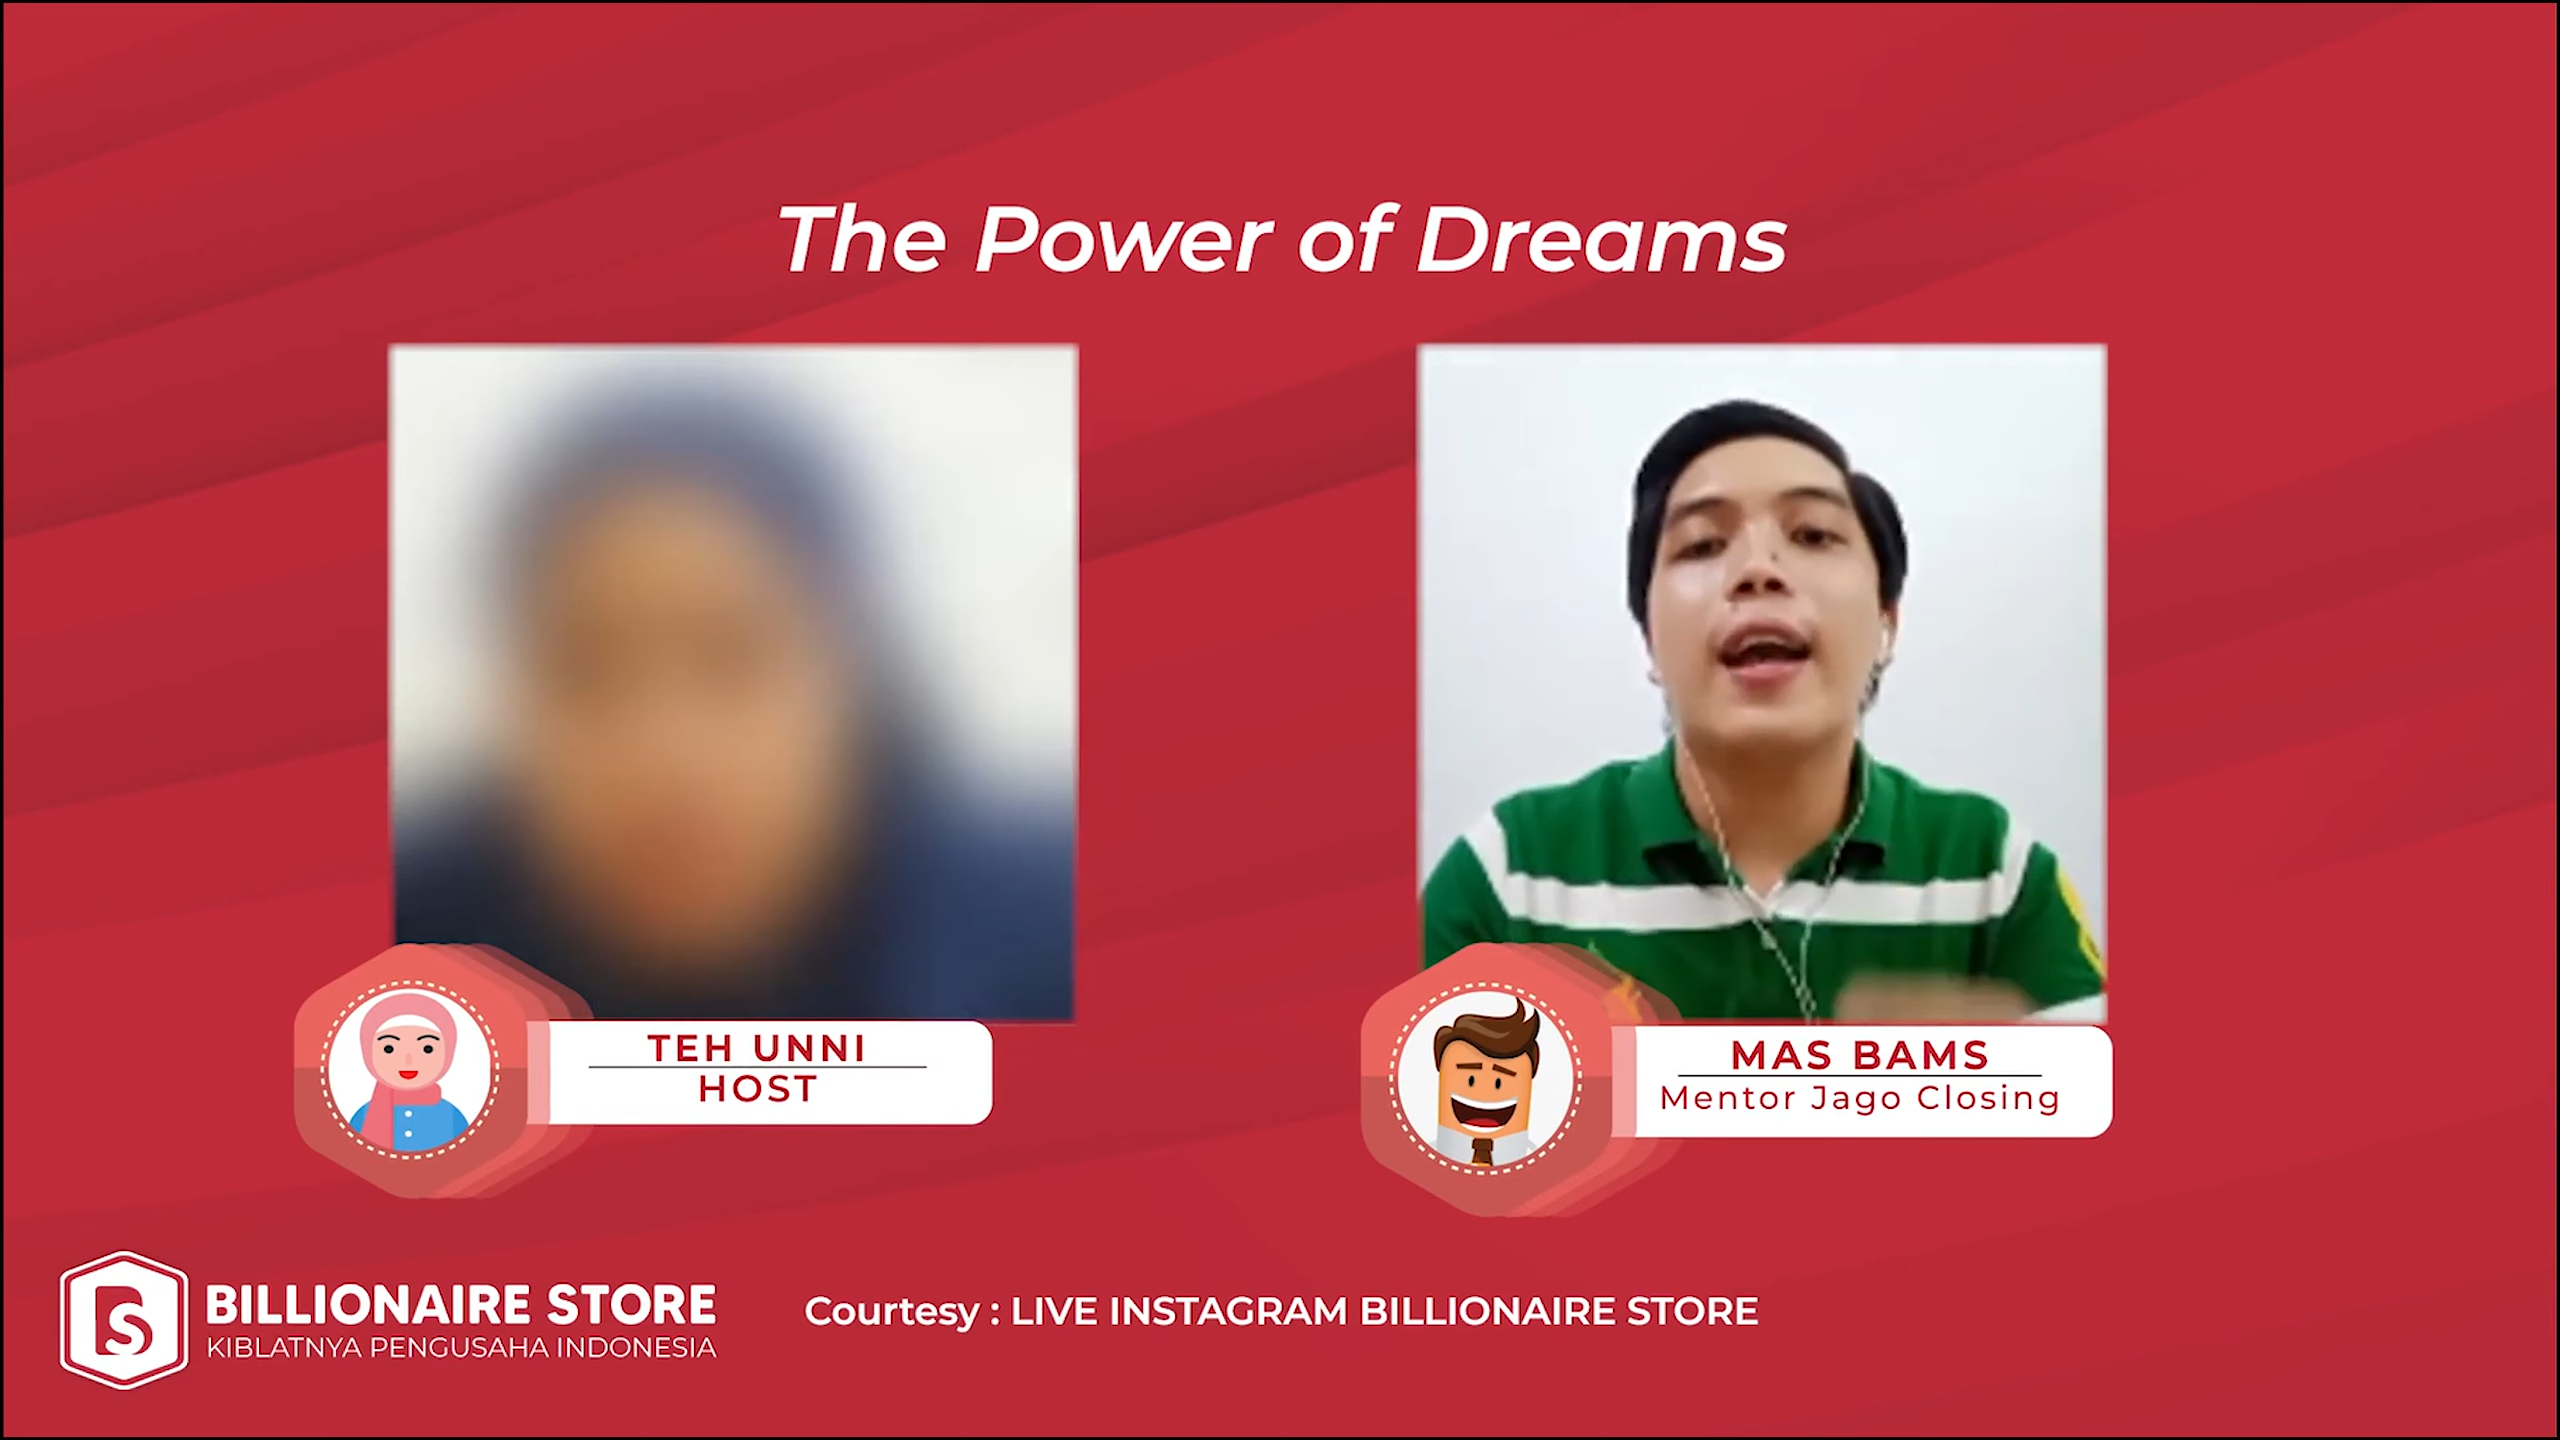 The Power of Dreams
TEH UNNI
HOST
MAS BAMS
Mentor Jago Closing
BS
BILLIONAIRE STORE
KIBLATNYA PENGUSAHA INDONESIA
Courtesy : LIVE INSTAGRAM BILLIONAIRE STORE